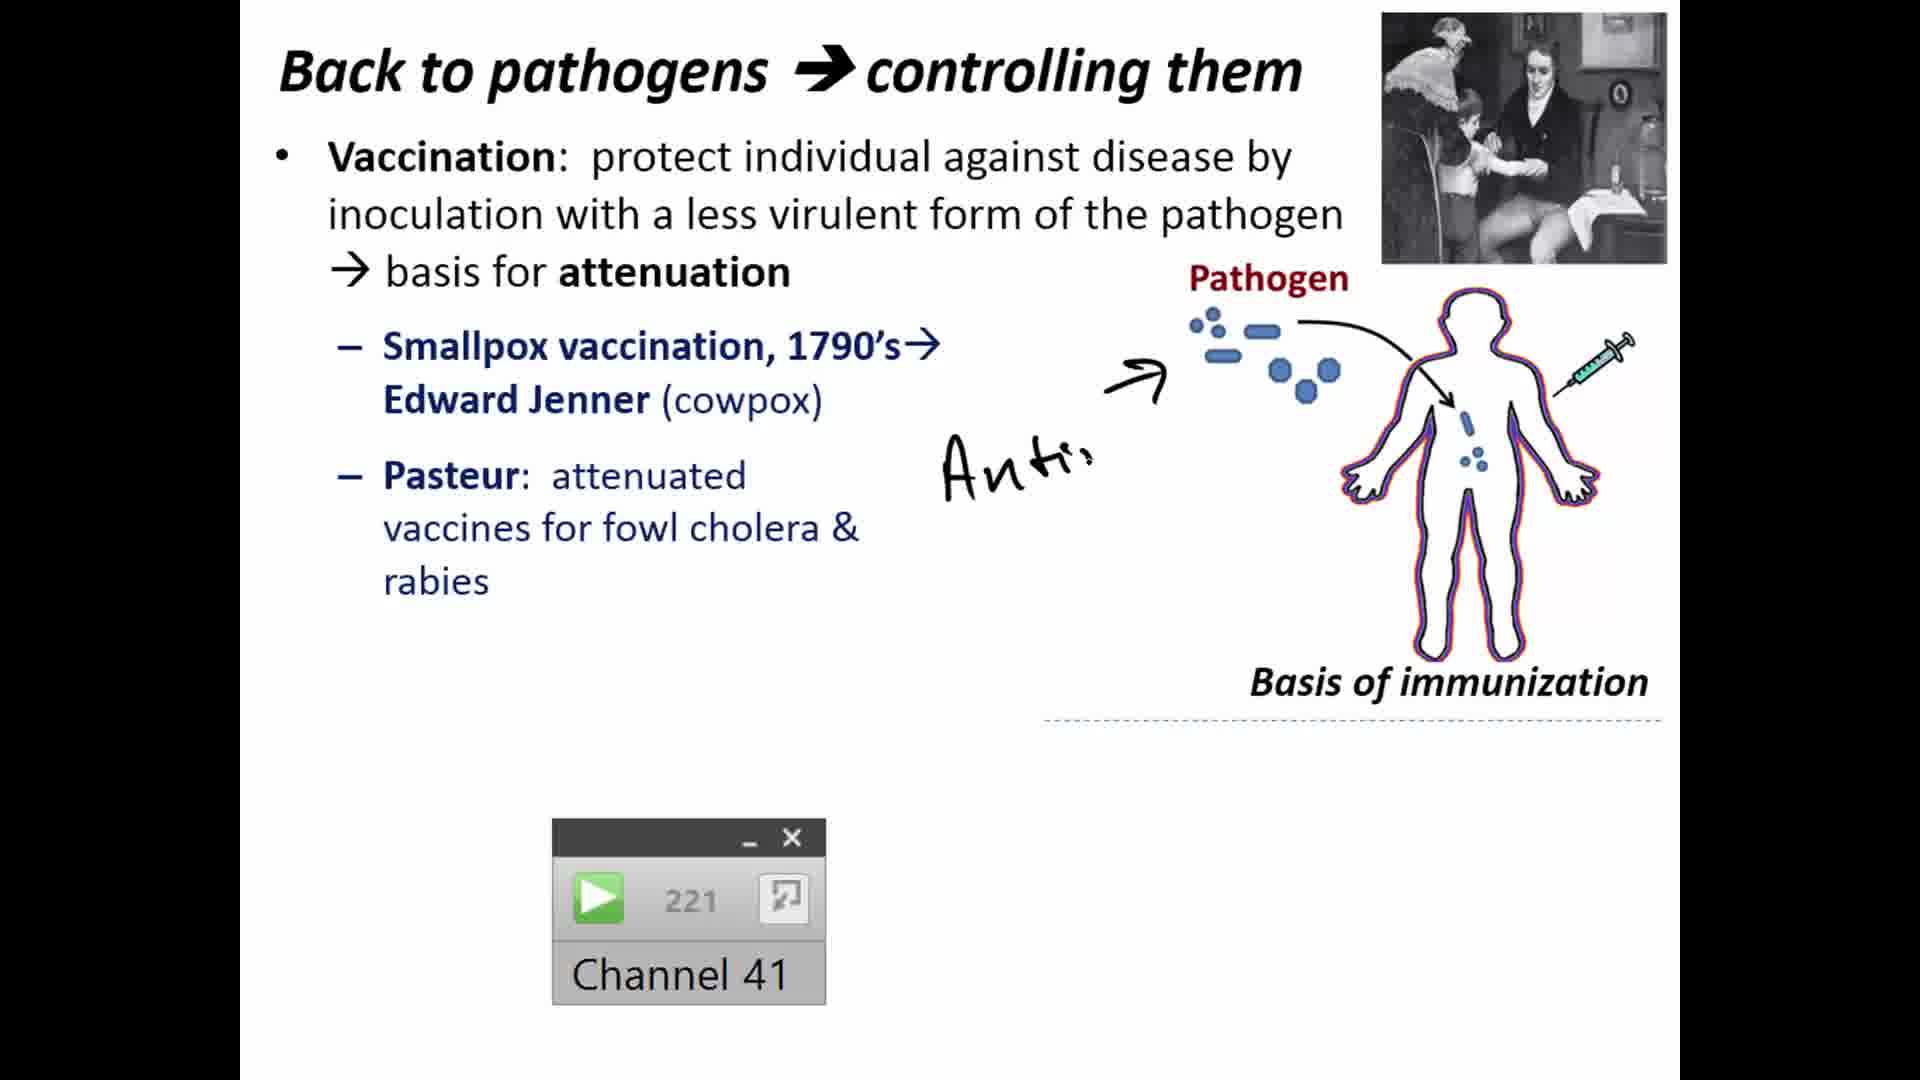 Back to pathogens → controlling them
• Vaccination: protect individual against disease by
inoculation with a less virulent form of the pathogen
→ basis for attenuation
– Smallpox vaccination, 1790’s→
Edward Jenner (cowpox)
– Pasteur: attenuated
vaccines for fowl cholera &
rabies
Pathogen
Anti
Basis of immunization
221
Channel 41